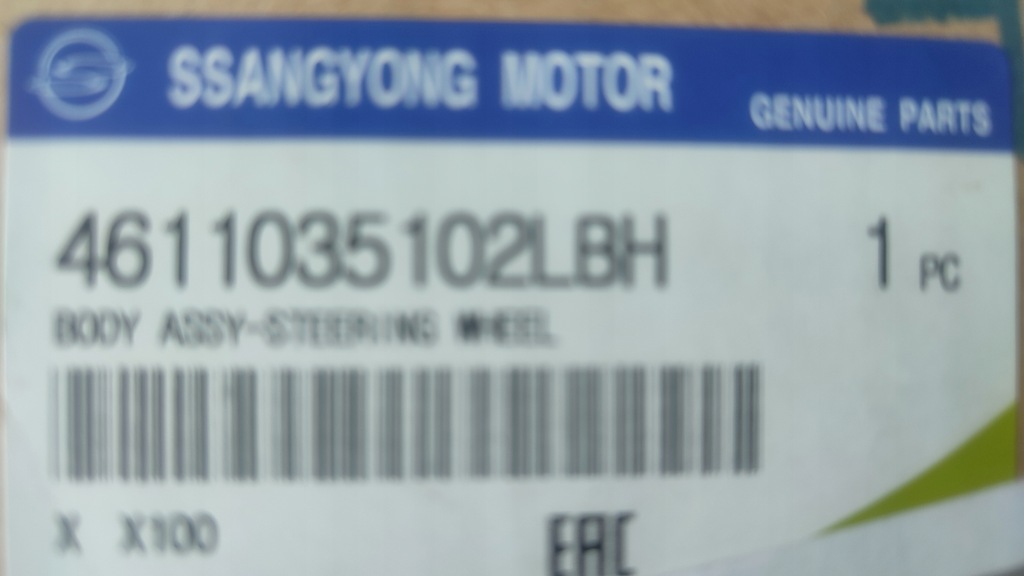 SSANGYONG MOTOR
GENUINE PARTS
4611035102LBH 1 PC
BODY ASSY-STEERING WHEEL
X X100
EAC